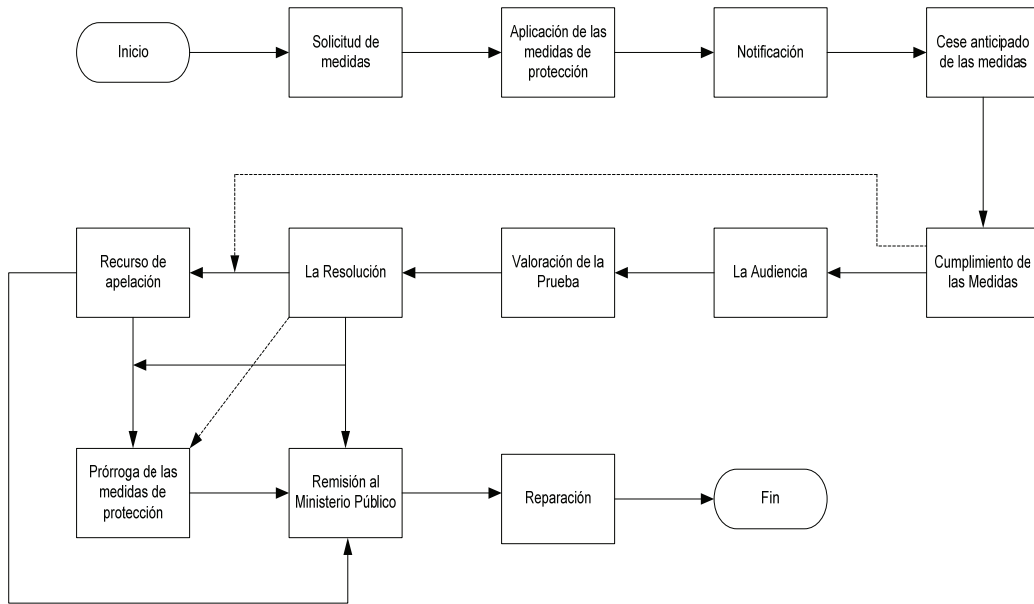 Inicio
Solicitud de
medidas
Aplicación de las
medidas de
protección
Notificación
Cese anticipado
de las medidas
Recurso de
apelación
La Resolución
Valoración de la
Prueba
La Audiencia
Cumplimiento de
las Medidas
Prórroga de las
medidas de
protección
Remisión al
Ministerio Público
Reparación
Fin